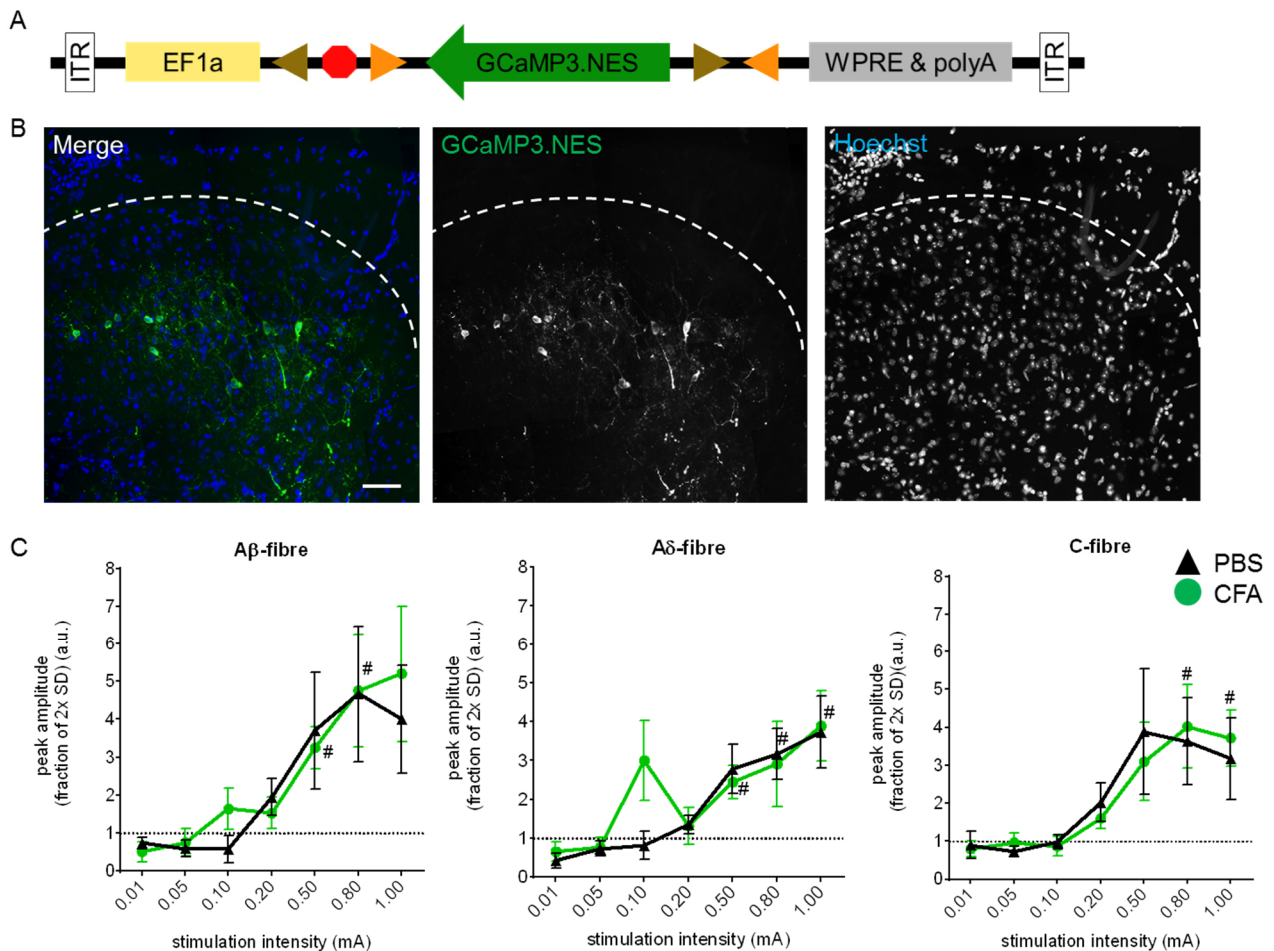 A
ITR
EF1a
GCaMP3.NES
WPRE & polyA
ITR
B
Merge
GCaMP3.NES
Hoechst
C
Aβ-fibre
peak amplitude
(fraction of 2x SD) (a.u.)
8
7
6
5
4
3
2
1
0
#
#
0.01
0.05
0.10
0.20
0.50
0.80
1.00
stimulation intensity (mA)
Aδ-fibre
peak amplitude
(fraction of 2x SD) (a.u.)
8
7
6
5
4
3
2
1
0
#
#
#
0.01
0.05
0.10
0.20
0.50
0.80
1.00
stimulation intensity (mA)
C-fibre
peak amplitude
(fraction of 2x SD)(a.u.)
8
7
6
5
4
3
2
1
0
#
#
0.01
0.05
0.10
0.20
0.50
0.80
1.00
stimulation intensity (mA)
PBS
CFA